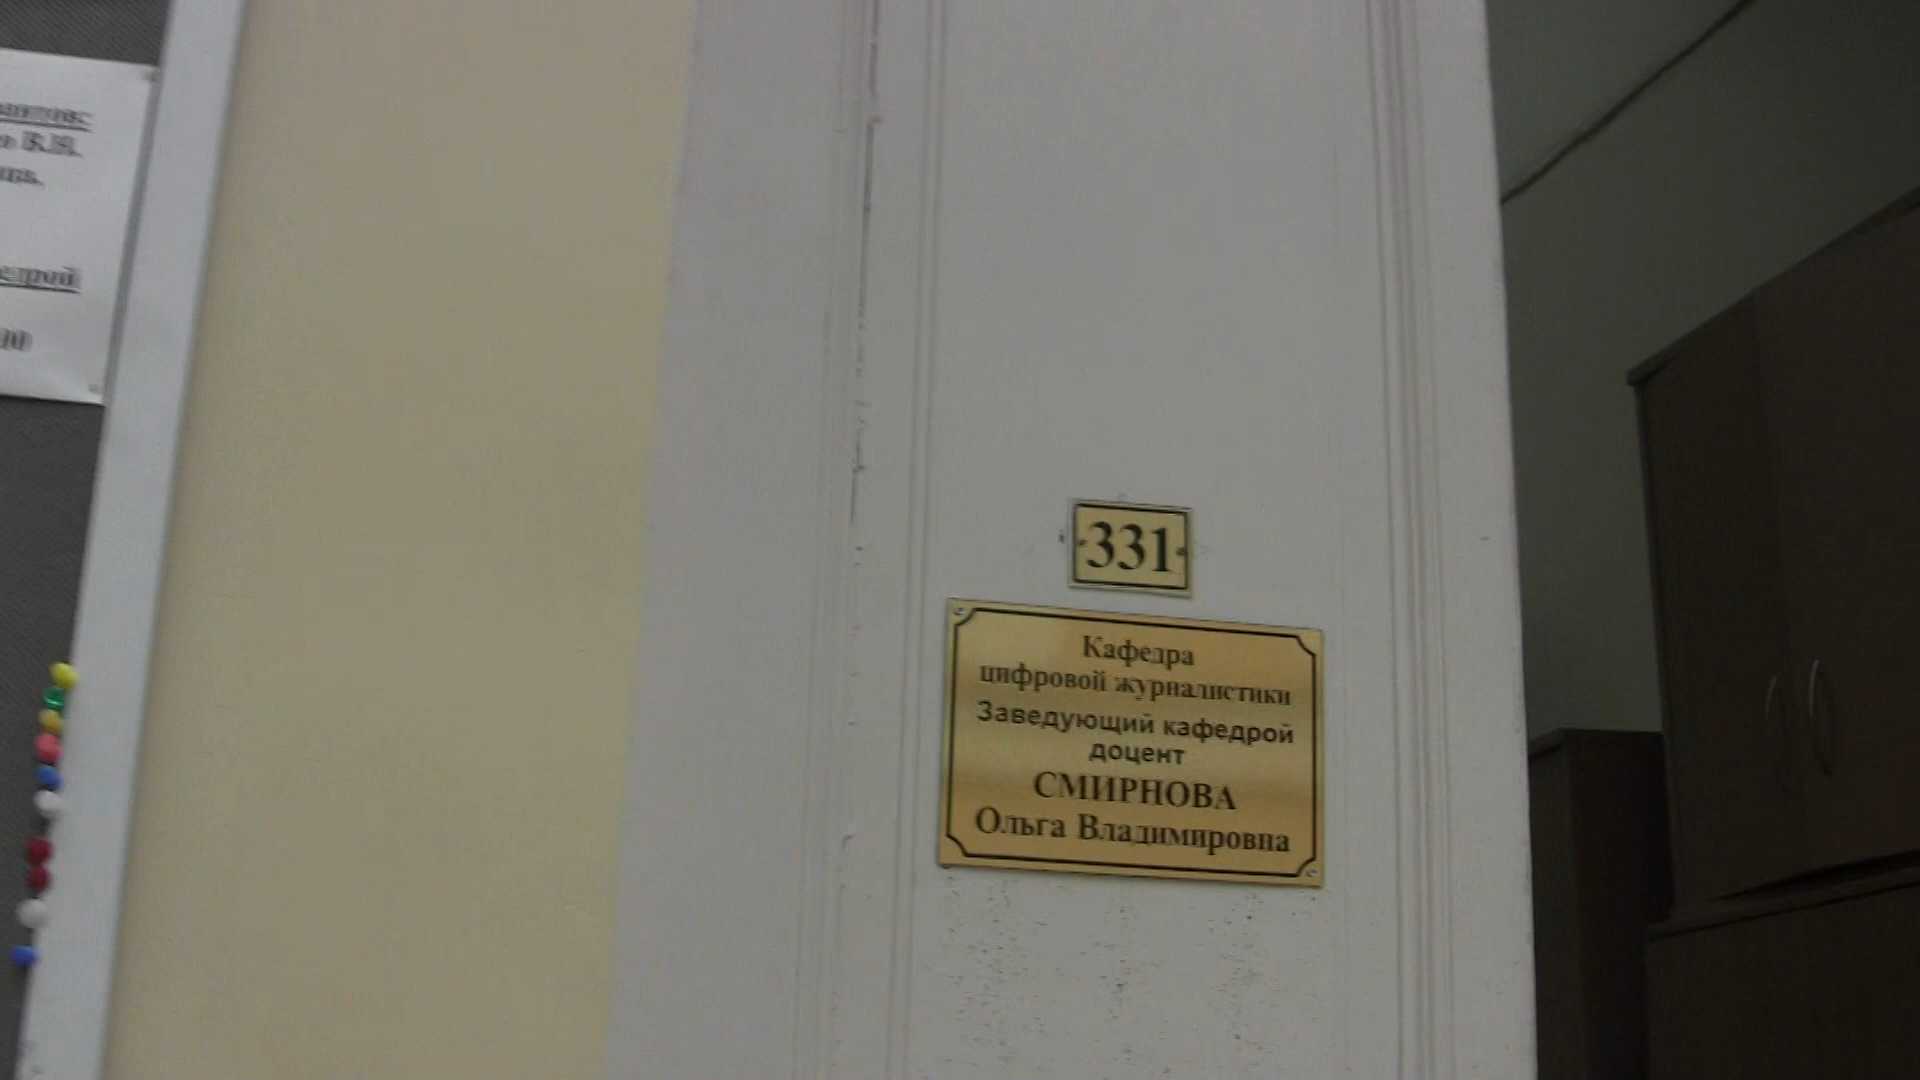 В.Н.
331
Кафедра
цифровой журналистики
Заведующий кафедрой
доцент
СМИРНОВА
Ольга Владимировна